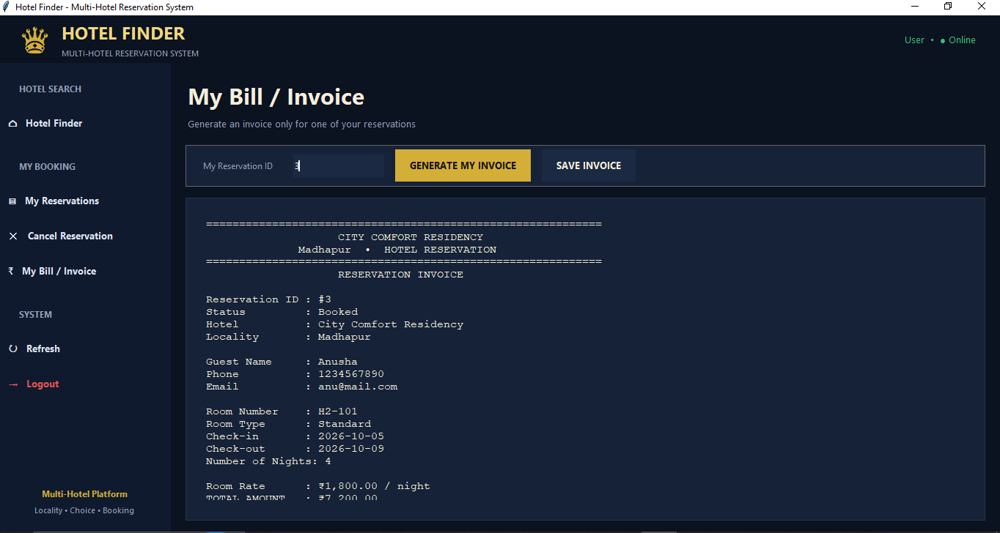 Hotel Finder - Multi-Hotel Reservation System
HOTEL FINDER
MULTI-HOTEL RESERVATION SYSTEM
User • ● Online
HOTEL SEARCH
Hotel Finder
MY BOOKING
My Reservations
Cancel Reservation
₹ My Bill / Invoice
SYSTEM
Refresh
Logout
Multi-Hotel Platform
Locality • Choice • Booking
My Bill / Invoice
Generate an invoice only for one of your reservations
My Reservation ID 3 GENERATE MY INVOICE SAVE INVOICE
============================================================
CITY COMFORT RESIDENCY
Madhapur • HOTEL RESERVATION
============================================================
RESERVATION INVOICE
Reservation ID : #3
Status : Booked
Hotel : City Comfort Residency
Locality : Madhapur
Guest Name : Anusha
Phone : 1234567890
Email : anu@mail.com
Room Number : H2-101
Room Type : Standard
Check-in : 2026-10-05
Check-out : 2026-10-09
Number of Nights: 4
Room Rate : ₹1,800.00 / night
TOTAL AMOUNT : ₹7,200.00